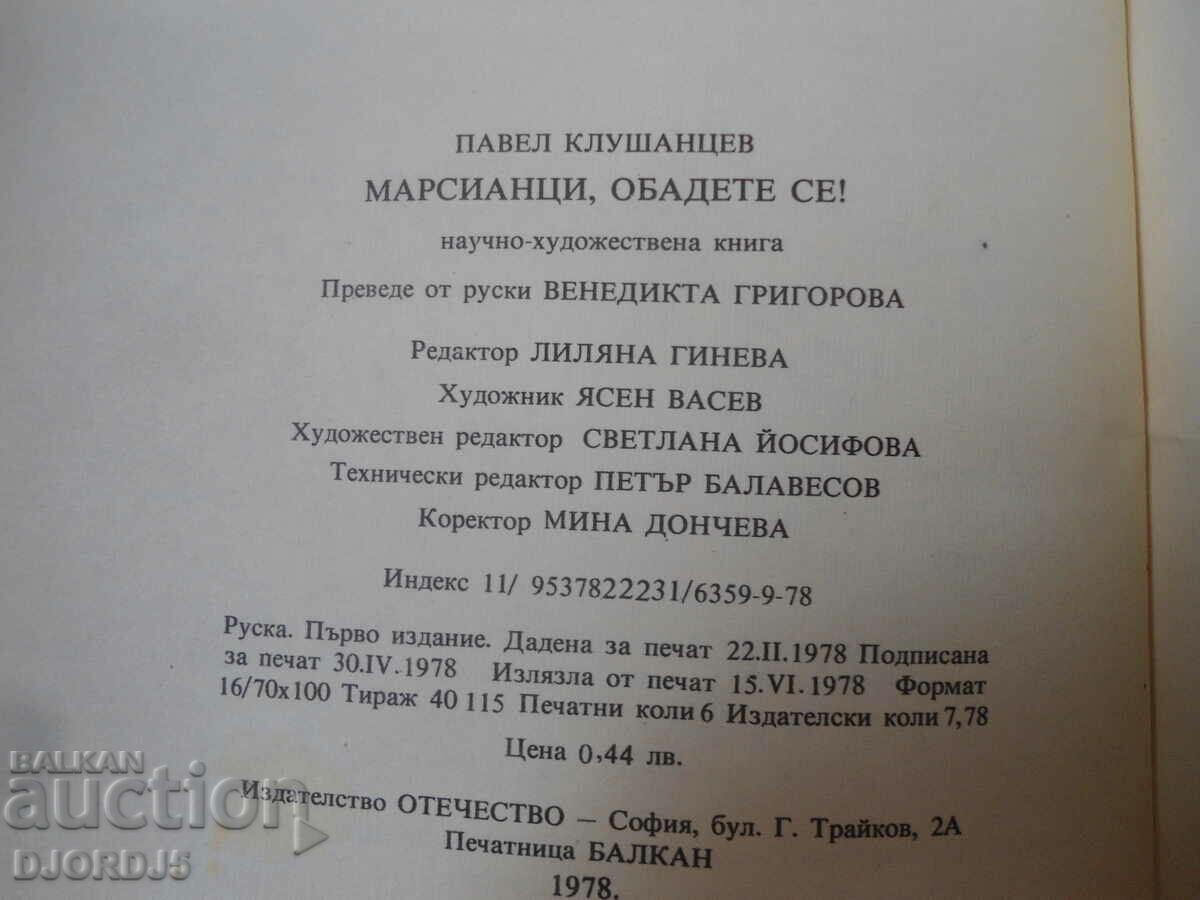 ПАВЕЛ КЛУШАНЦЕВ
МАРСИАНЦИ, ОБАДЕТЕ СЕ!
научно-художествена книга
Преведе от руски ВЕНЕДИКТА ГРИГОРОВА
Редактор ЛИЛЯНА ГИНЕВА
Художник ЯСЕН ВАСЕВ
Художествен редактор СВЕТЛАНА ЙОСИФОВА
Технически редактор ПЕТЪР БАЛАВЕСОВ
Коректор МИНА ДОНЧЕВА
Индекс 11/ 9537822231/6359-9-78
Руска. Първо издание. Дадена за печат 22.II.1978 Подписана
за печат 30.IV.1978 Излязла от печат 15.VI.1978 Формат
16/70х100 Тираж 40 115 Печатни коли 6 Издателски коли 7,78
Цена 0,44 лв.
Издателство ОТЕЧЕСТВО — София, бул. Г. Трайков, 2А
Печатница БАЛКАН
1978.
BALKAN
auction
DJORDJ5